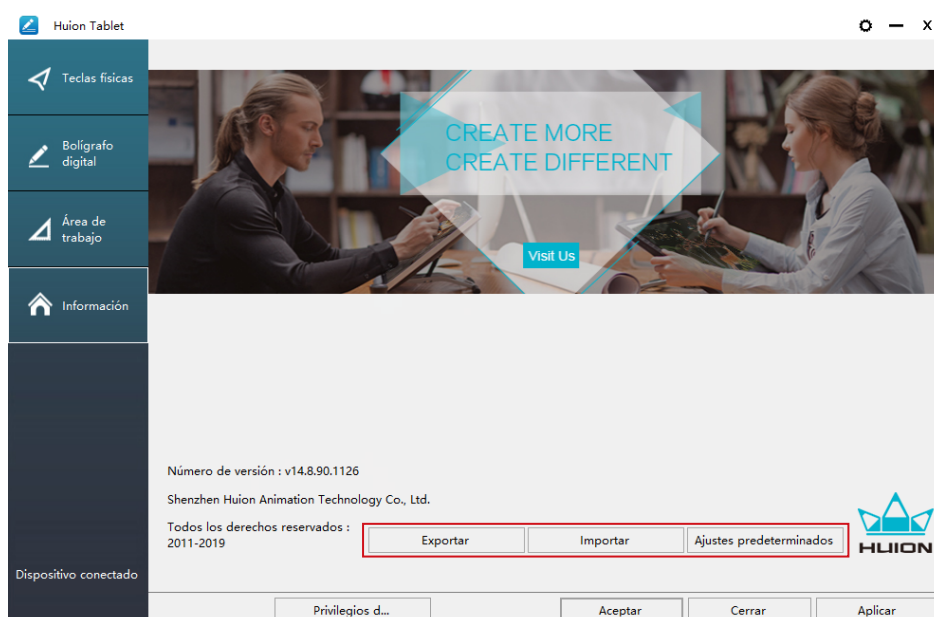 Huion Tablet
Teclas físicas
Bolígrafo
digital
Área de
trabajo
Información
Dispositivo conectado
CREATE MORE
CREATE DIFFERENT
Visit Us
Número de versión : v14.8.90.1126
Shenzhen Huion Animation Technology Co., Ltd.
Todos los derechos reservados :
2011-2019
Exportar
Importar
Ajustes predeterminados
HUION
Privilegios d...
Aceptar
Cerrar
Aplicar